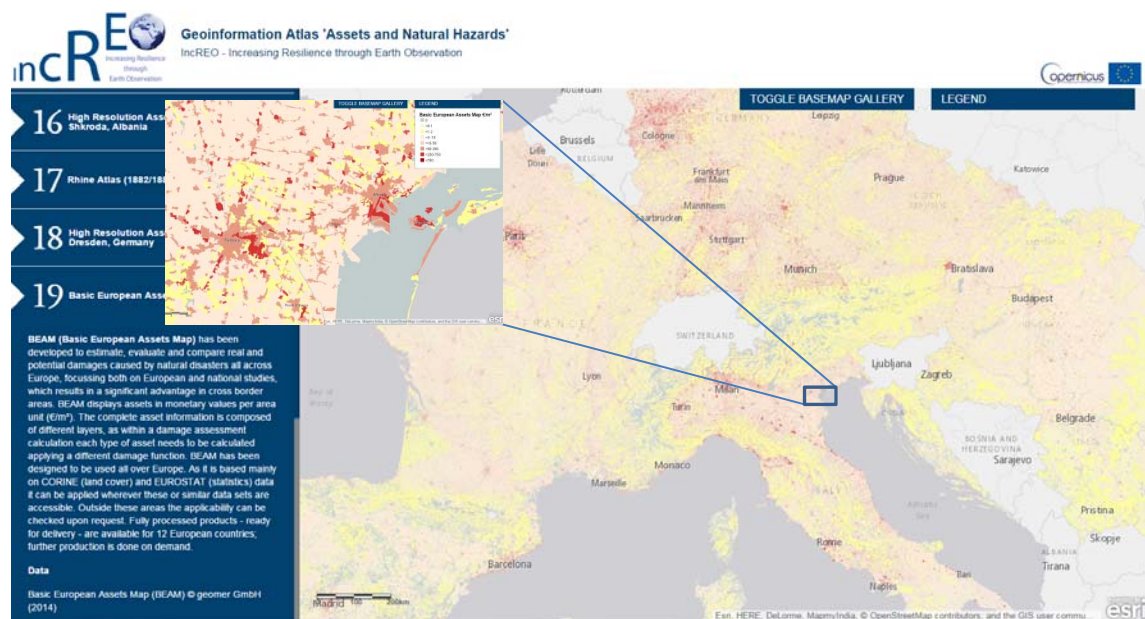 incREO
Increasing Resilience
through
Earth Observation
Geoinformation Atlas 'Assets and Natural Hazards'
IncREO - Increasing Resilience through Earth Observation
Copernicus
16 High Resolution Ass
Shkroda, Albania
17 Rhine Atlas (1882/188
18 High Resolution
Dresden, Germany
19 Basic European Asse
BEAM (Basic European Assets Map) has been
developed to estimate, evaluate and compare real and
potential damages caused by natural disasters all across
Europe, focussing both on European and national studies,
which results in a significant advantage in cross border
areas. BEAM displays assets in monetary values per area
unit (€/m²). The complete asset information is composed
of different layers, as within a damage assessment
calculation each type of asset needs to be calculated
applying a different damage function. BEAM has been
designed to be used all over Europe. As it is based mainly
on CORINE (land cover) and EUROSTAT (statistics) data
it can be applied wherever these or similar data sets are
accessible. Outside these areas the applicability can be
checked upon request. Fully processed products - ready
for delivery - are available for 12 European countries;
further production is done on demand.
Data
Basic European Assets Map (BEAM) © geomer GmbH
(2014)
TOGGLE BASEMAP GALLERY
LEGEND
Basic European Assets Map €/m²
esri
TOGGLE BASEMAP GALLERY
LEGEND
Rotterdam
Brussels
BELGIUM
Lille
Cologne
GERMANY
Leipzig
Frankfurt
am Main
Prague
Katowice
Mannheim
Saarbrucken
Paris
Stuttgart
Munich
Bratislava
Budapest
FRANCE
SWITZERLAND
Ljubljana
Zagreb
Lyon
Milan
Turin
Belgrade
BOSNIA AND
HERZEGOVINA
Sarajevo
Monaco
Marseille
ITALY
Adriatic
Sea
Pristina
Skopje
Rome
ALBANIA
Tirana
Barcelona
Bari
Naples
Madrid
100
200km
Esri, HERE, DeLorme, MapmyIndia, © OpenStreetMap contributors, and the GIS user commu...
esri